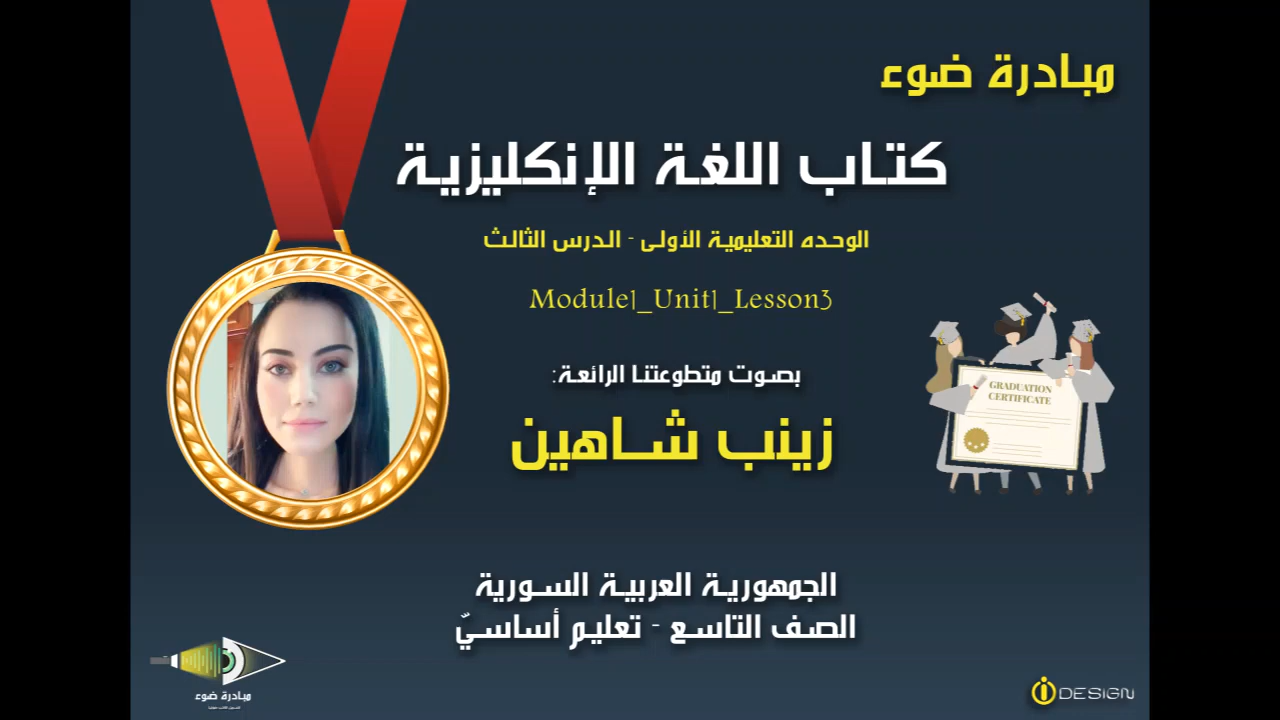 مبادرة ضوء
كتاب اللغة الإنكليزية
الوحده التعليمية الأولى - الدرس الثالث
Module1_Unit1_Lesson3
بصوت متطوعتنا الرائعة:
زينب شاهين
GRADUATION
CERTIFICATE
الجمهورية العربية السورية
الصف التاسع - تعليم أساسيّ
مبادرة ضوء
iDESIGN